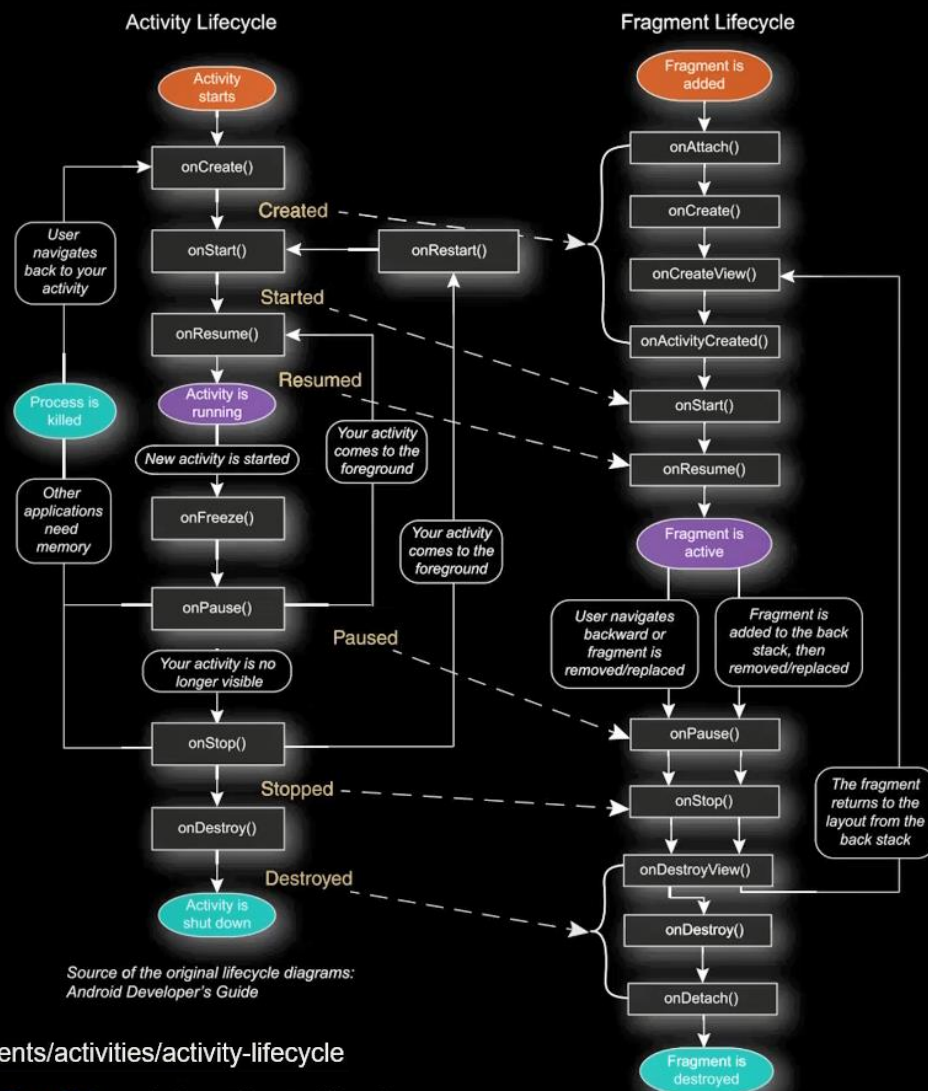 Activity Lifecycle
Activity
starts
onCreate()
Created
User
navigates
back to your
activity
onStart()
onRestart()
Started
onResume()
Resumed
Process is
killed
Activity is
running
New activity is started
Your activity
comes to the
foreground
Other
applications
need
memory
onFreeze()
Your activity
comes to the
foreground
onPause()
Paused
Your activity is no
longer visible
onStop()
Stopped
onDestroy()
Destroyed
Activity is
shut down
Source of the original lifecycle diagrams:
Android Developer's Guide
ents/activities/activity-lifecycle
Fragment Lifecycle
Fragment is
added
onAttach()
onCreate()
onCreateView()
onActivityCreated()
onStart()
onResume()
Fragment is
active
User navigates
backward or
fragment is
removed/replaced
Fragment is
added to the back
stack, then
removed/replaced
onPause()
onStop()
The fragment
returns to the
layout from the
back stack
onDestroyView()
onDestroy()
onDetach()
Fragment is
destroyed